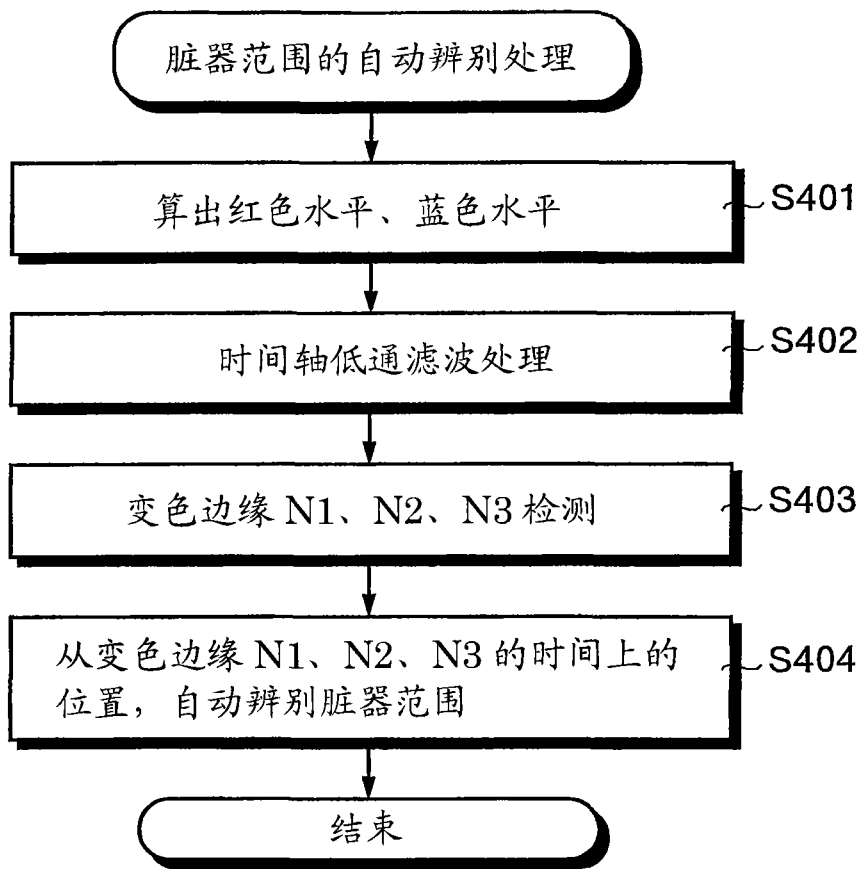 脏器范围的自动辨别处理
算出红色水平、蓝色水平
S401
时间轴低通滤波处理
S402
变色边缘 N1、N2、N3 检测
S403
从变色边缘 N1、N2、N3 的时间上的
位置，自动辨别脏器范围
S404
结束